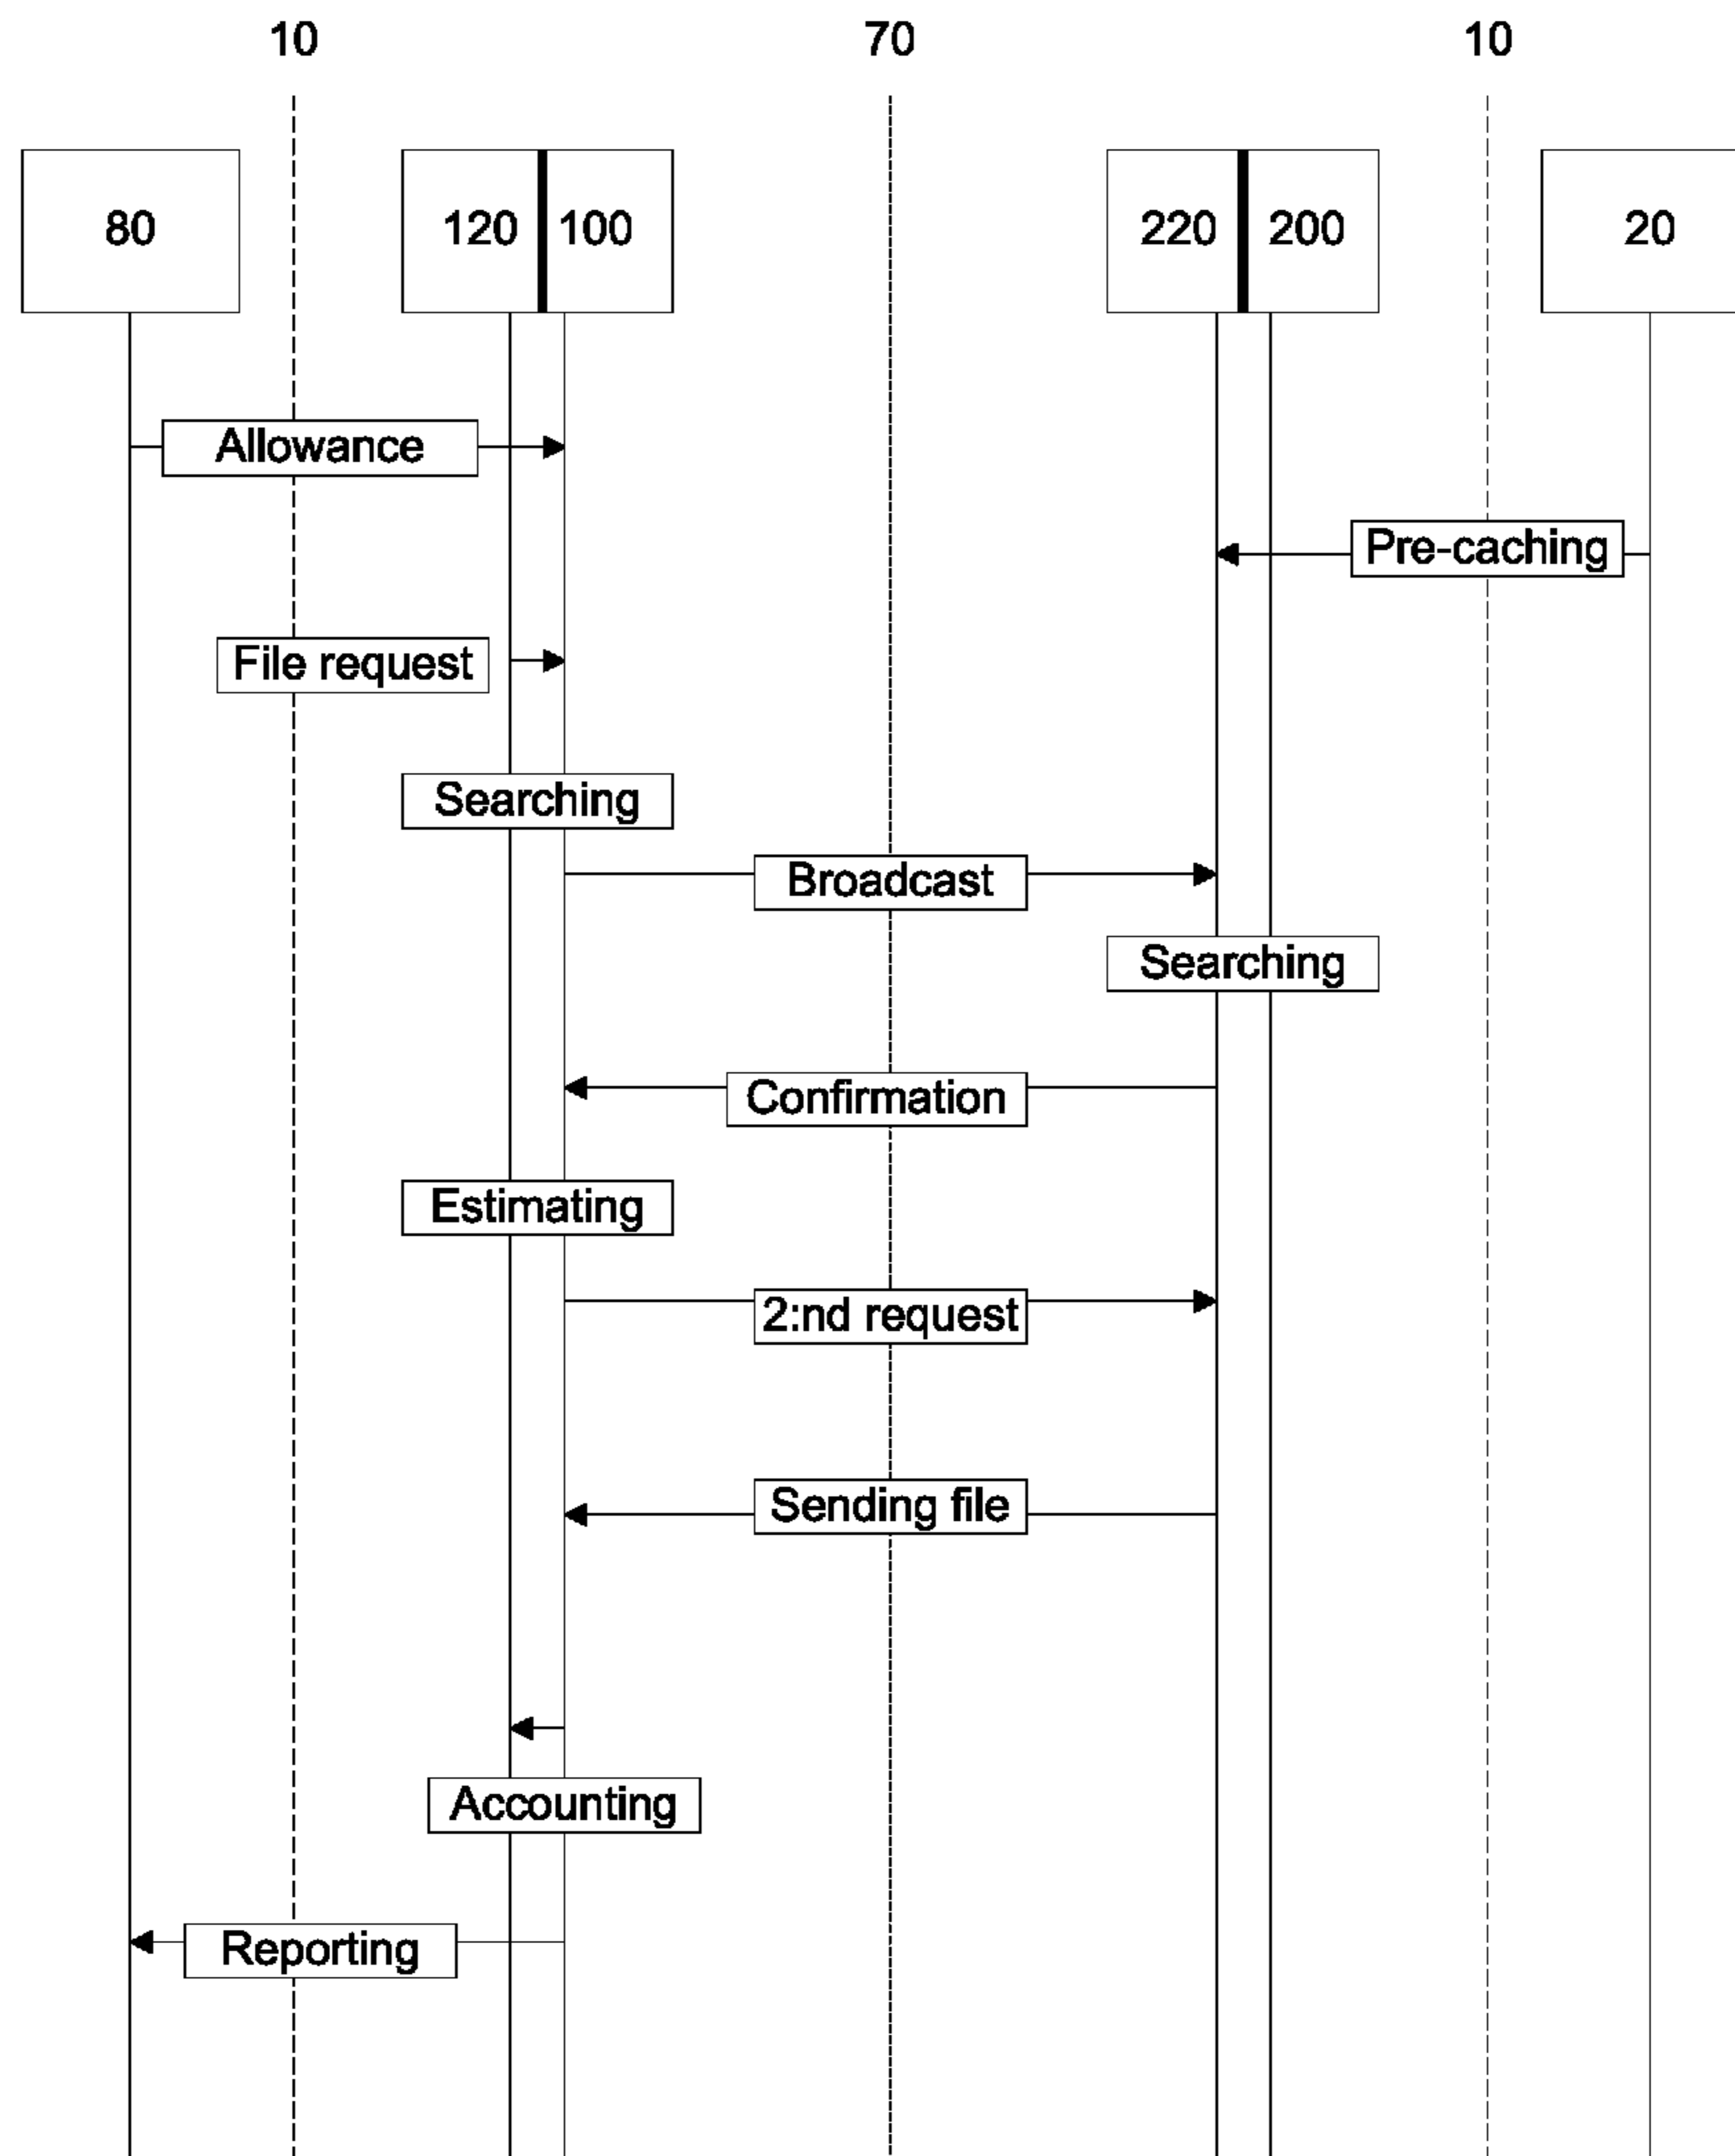 10 70 10
80 120 100 220 200 20
Allowance
Pre-caching
File request
Searching
Broadcast
Searching
Confirmation
Estimating
2:nd request
Sending file
Accounting
Reporting